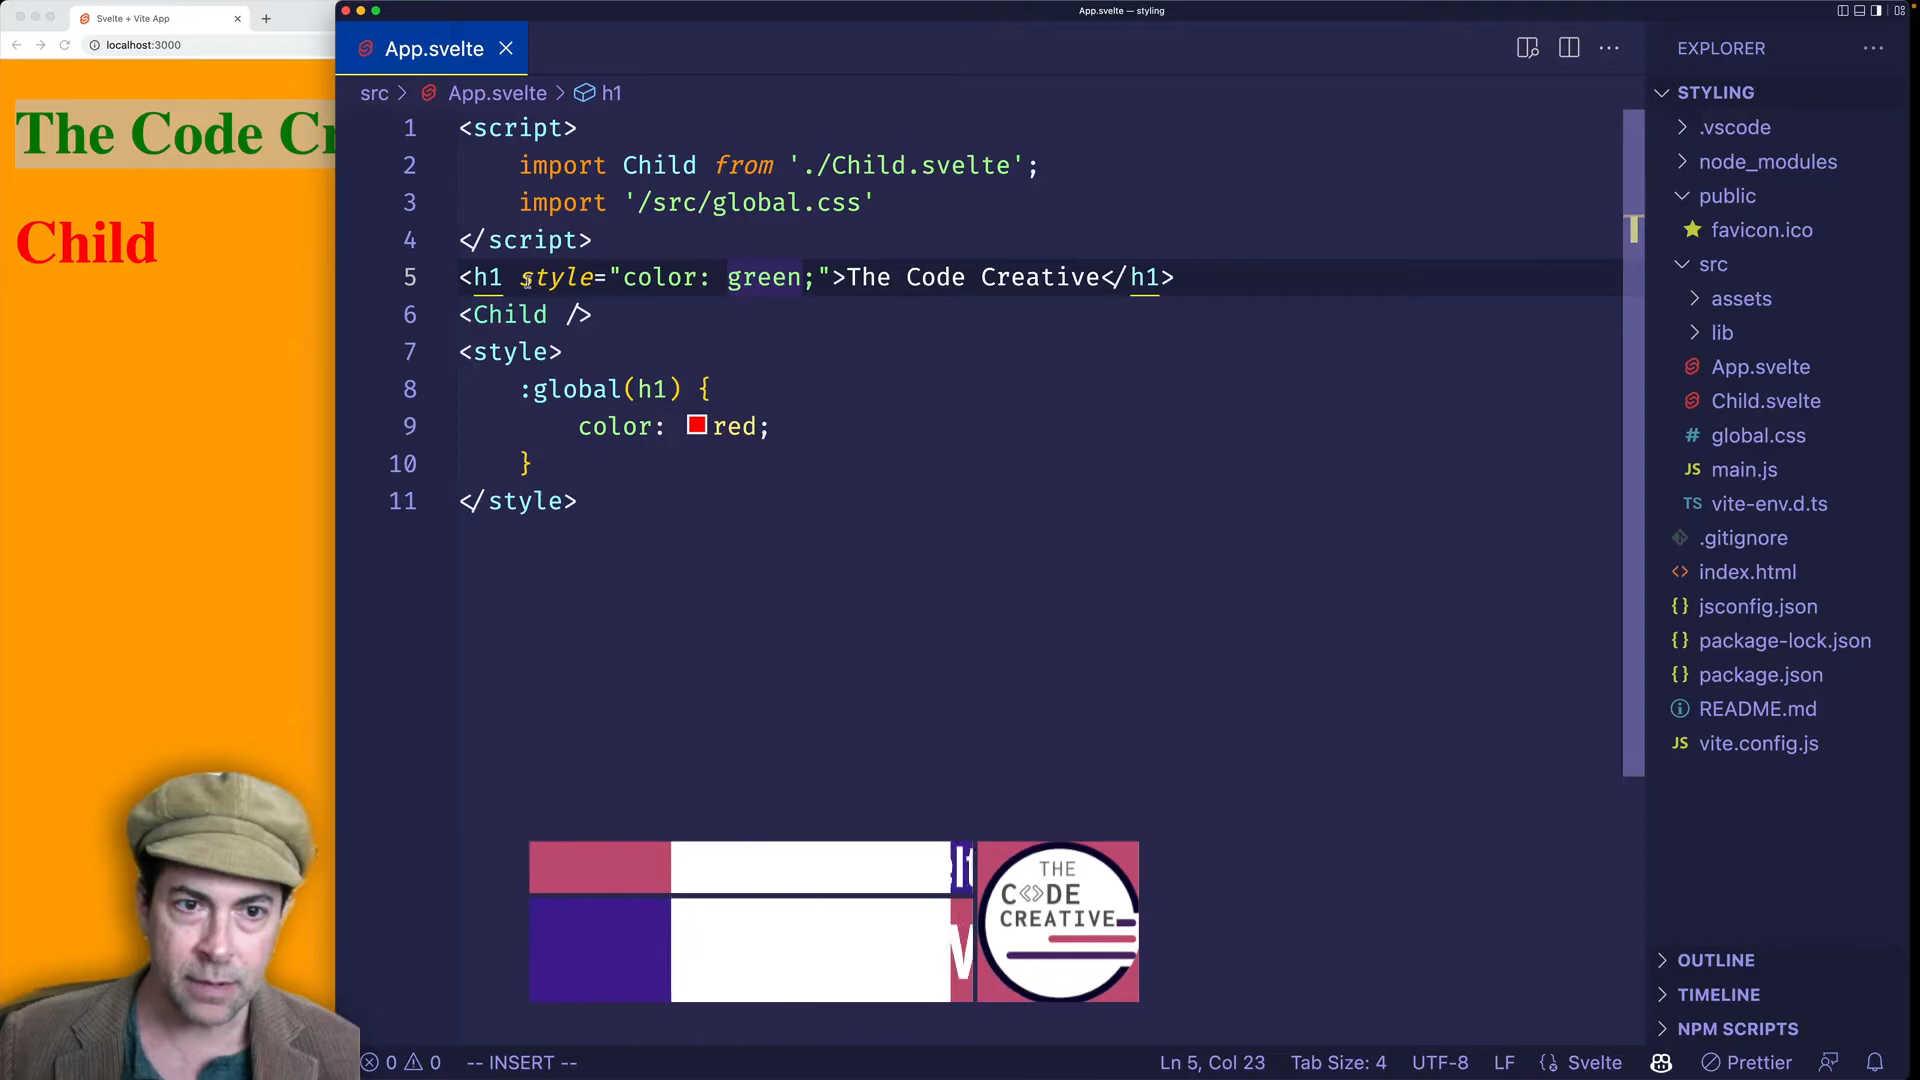 Svelte + Vite App
App.svelte — styling
localhost:3000
App.svelte
EXPLORER
src > App.svelte > h1
STYLING
The Code Cr
Child
1 <script>
2 import Child from './Child.svelte';
3 import '/src/global.css'
4 </script>
5 <h1 style="color: green;">The Code Creative</h1>
6 <Child />
7 <style>
8 :global(h1) {
9 color: red;
10 }
11 </style>
.vscode
node_modules
public
favicon.ico
src
assets
lib
App.svelte
Child.svelte
# global.css
JS main.js
TS vite-env.d.ts
.gitignore
<> index.html
{} jsconfig.json
{} package-lock.json
{} package.json
README.md
JS vite.config.js
THE
C<>DE
CREATIVE
OUTLINE
TIMELINE
NPM SCRIPTS
0 0 -- INSERT --
Ln 5, Col 23 Tab Size: 4 UTF-8 LF {} Svelte Prettier